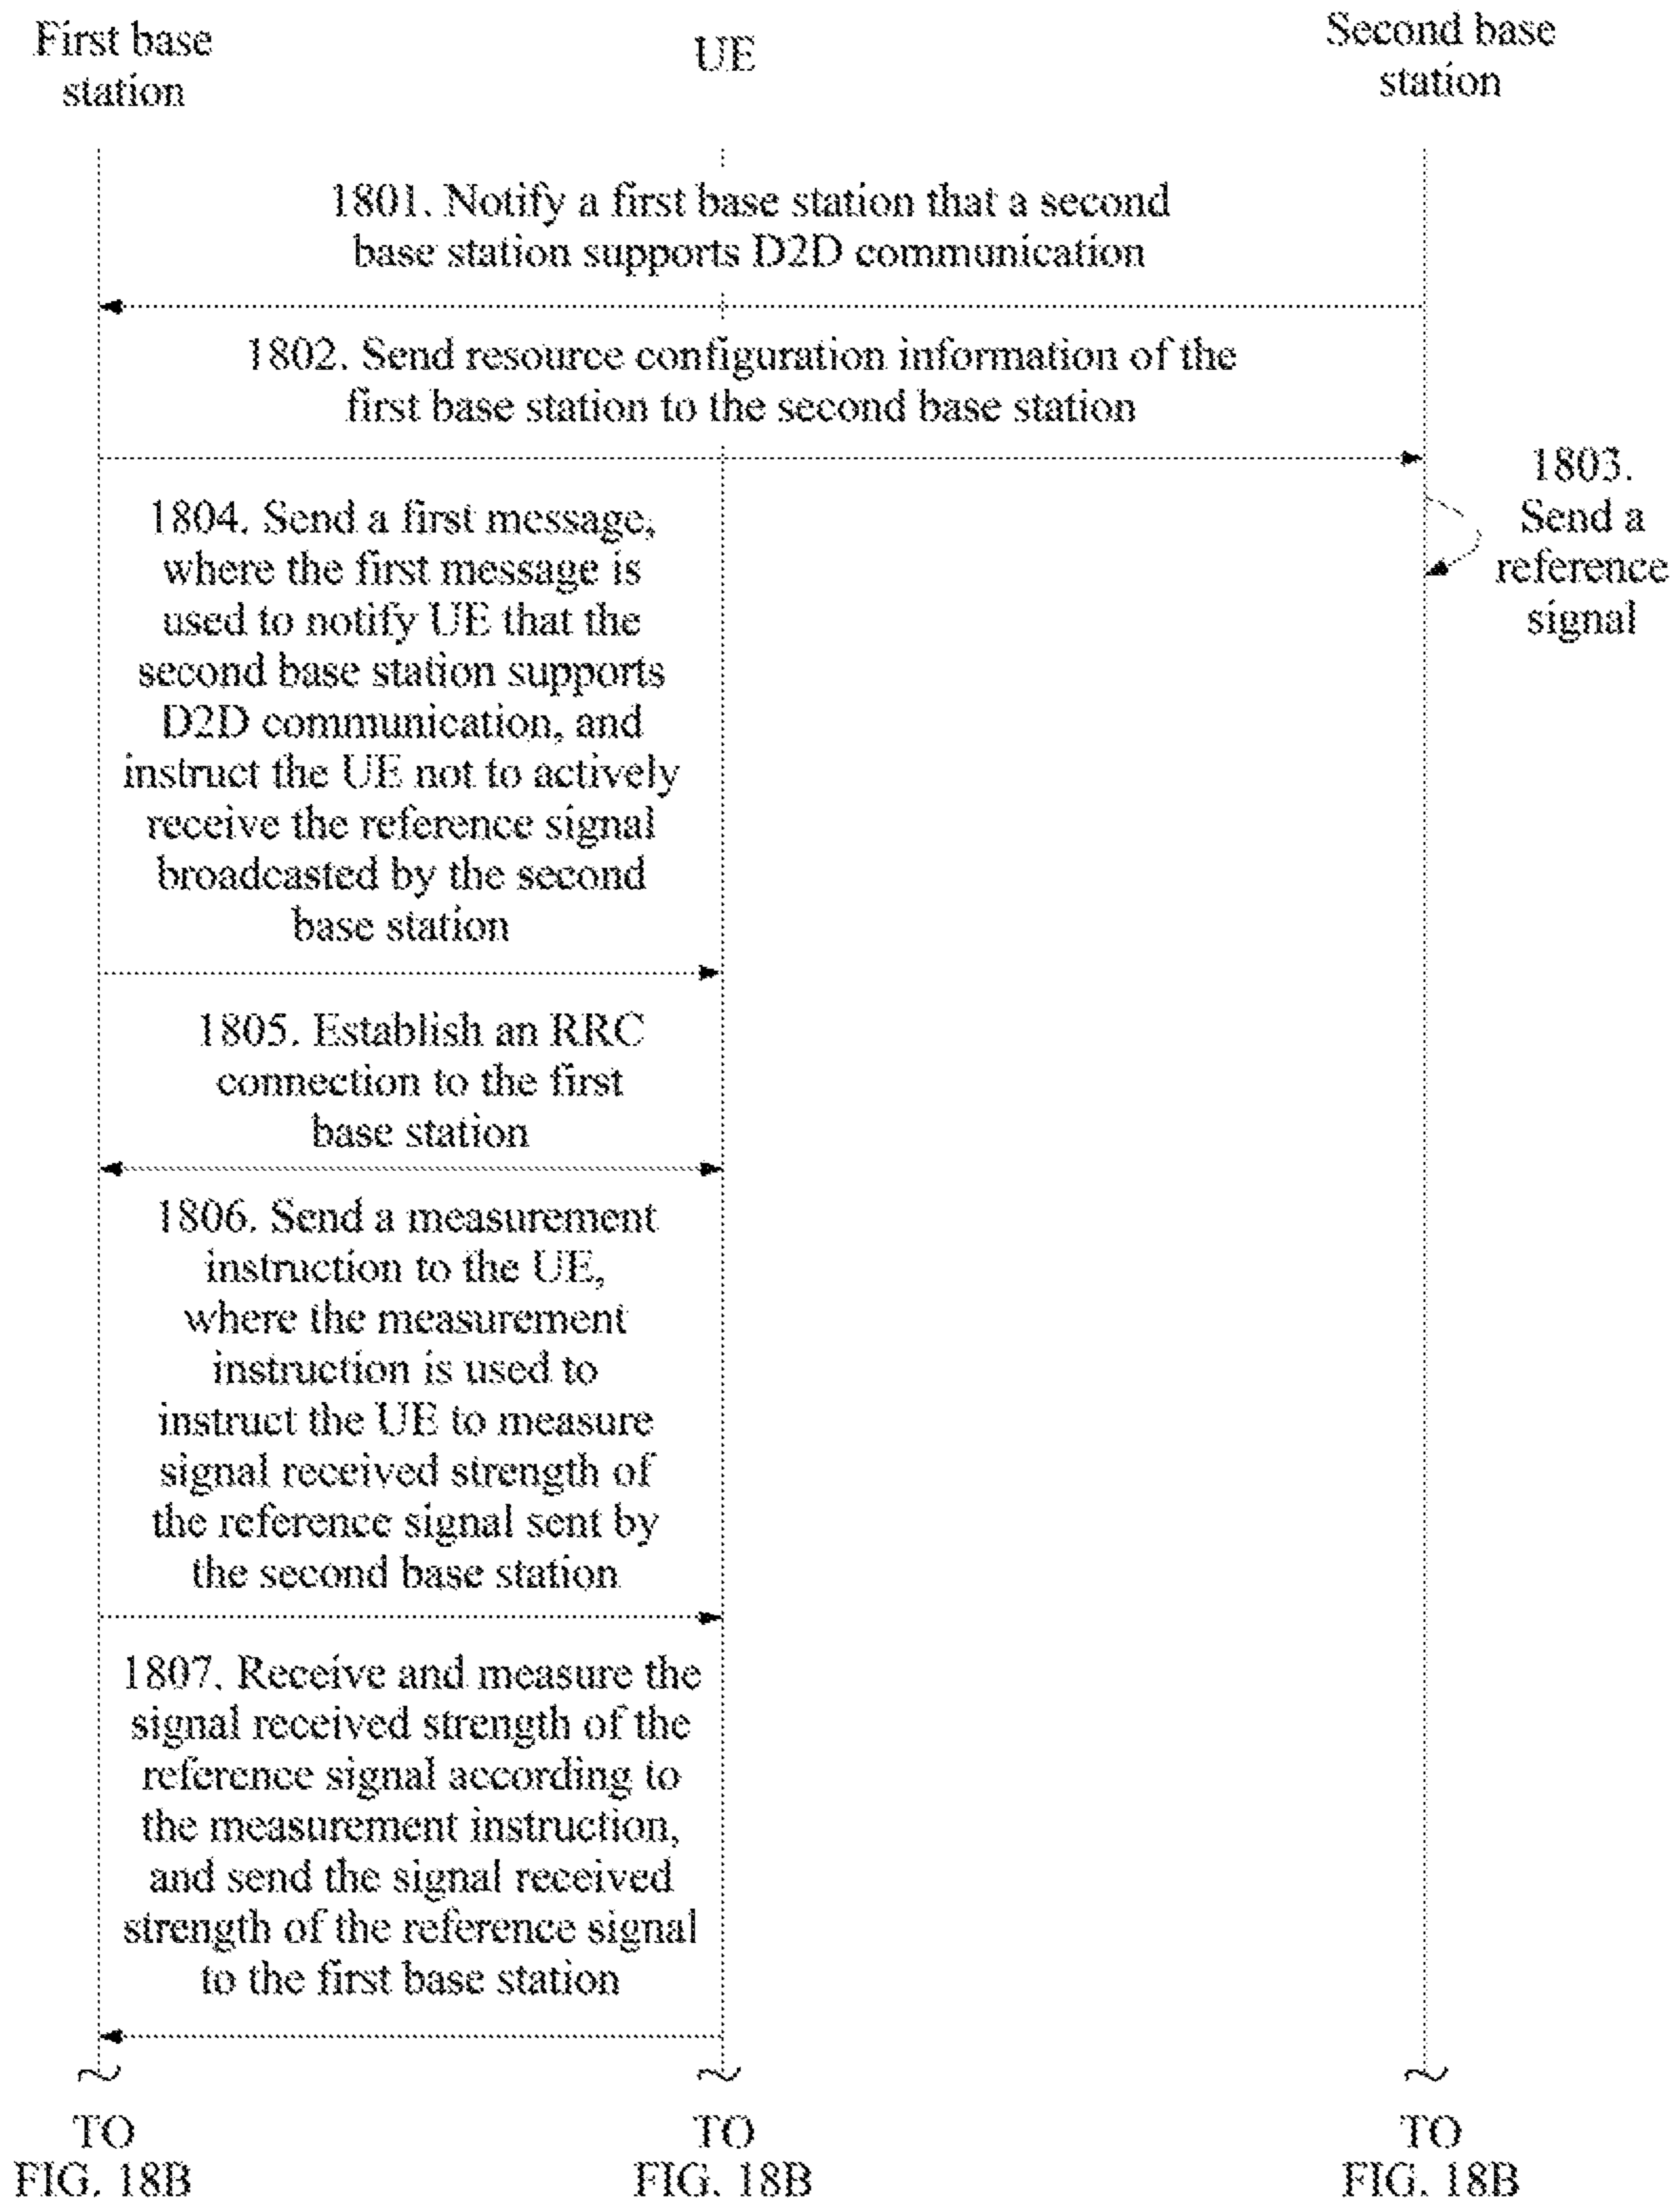 First base
station
UE
Second base
station
1801. Notify a first base station that a second
base station supports D2D communication
1802. Send resource configuration information of the
first base station to the second base station
1803.
Send a
reference
signal
1804. Send a first message,
where the first message is
used to notify UE that the
second base station supports
D2D communication, and
instruct the UE not to actively
receive the reference signal
broadcasted by the second
base station
1805. Establish an RRC
connection to the first
base station
1806. Send a measurement
instruction to the UE,
where the measurement
instruction is used to
instruct the UE to measure
signal received strength of
the reference signal sent by
the second base station
1807. Receive and measure the
signal received strength of the
reference signal according to
the measurement instruction,
and send the signal received
strength of the reference signal
to the first base station
TO
FIG. 18B
TO
FIG. 18B
TO
FIG. 18B